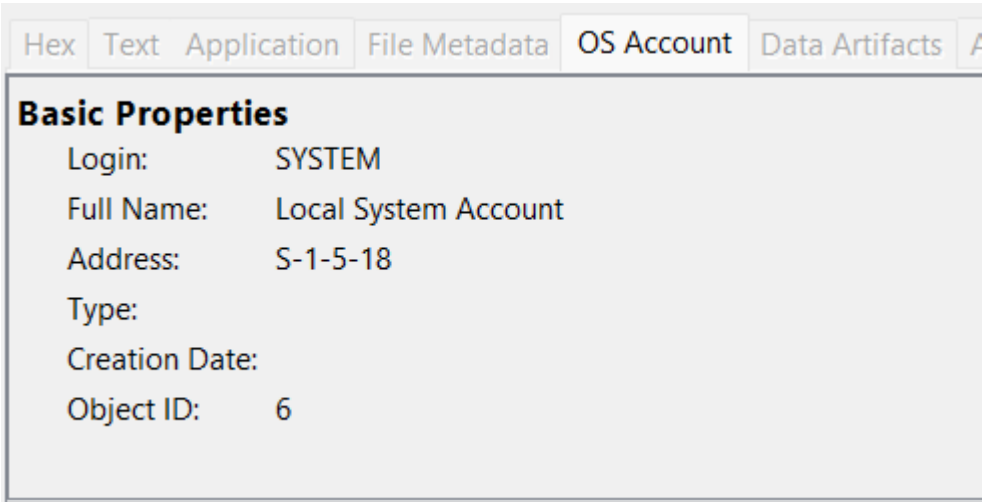 Hex Text Application File Metadata OS Account Data Artifacts
Basic Properties
Login: SYSTEM
Full Name: Local System Account
Address: S-1-5-18
Type:
Creation Date:
Object ID: 6